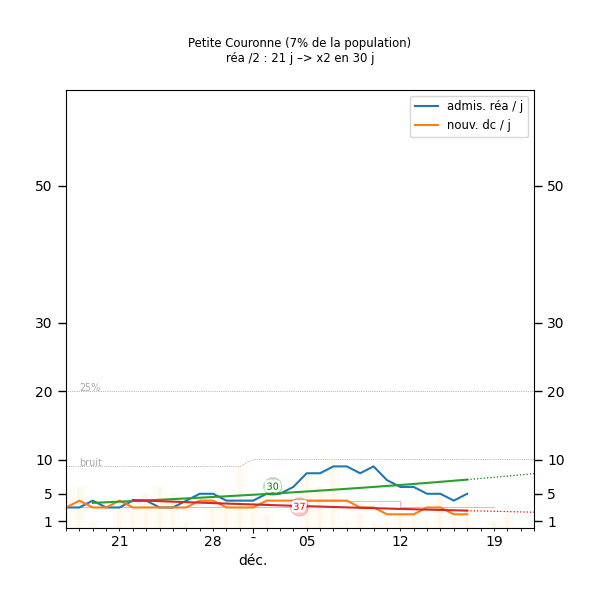 Petite Couronne (7% de la population)
réa /2 : 21 j –> x2 en 30 j
admis. réa / j
nouv. dc / j
50 50
30 30
25%
20 20
bruit
10 10
30
5 5
37
1 1
21 28 - 05 12 19
déc.